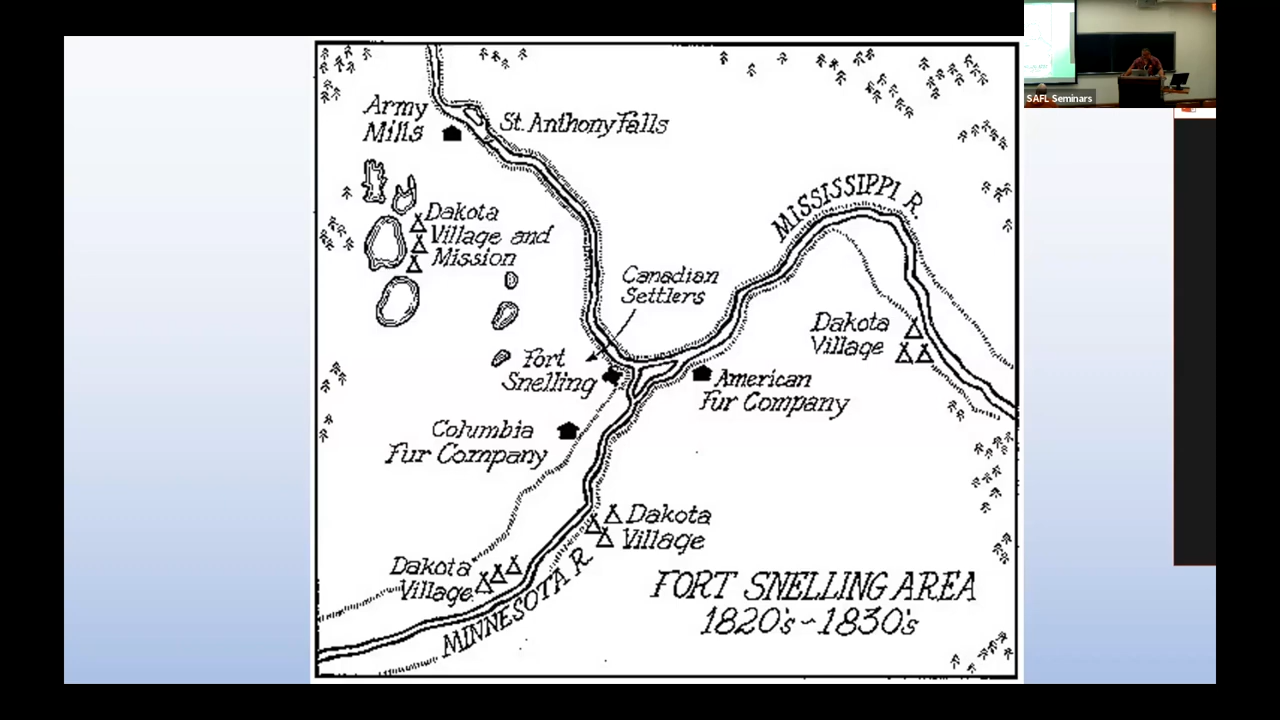 SAFL Seminars
Army
Mills
St. Anthony Falls
Dakota
Village and
Mission
MISSISSIPPI R.
Canadian
Settlers
Dakota
Village
Fort
Snelling
American
Fur Company
Columbia
Fur Company
Dakota
Village
Dakota
Village
MINNESOTA R.
FORT SNELLING AREA
1820's~1830's